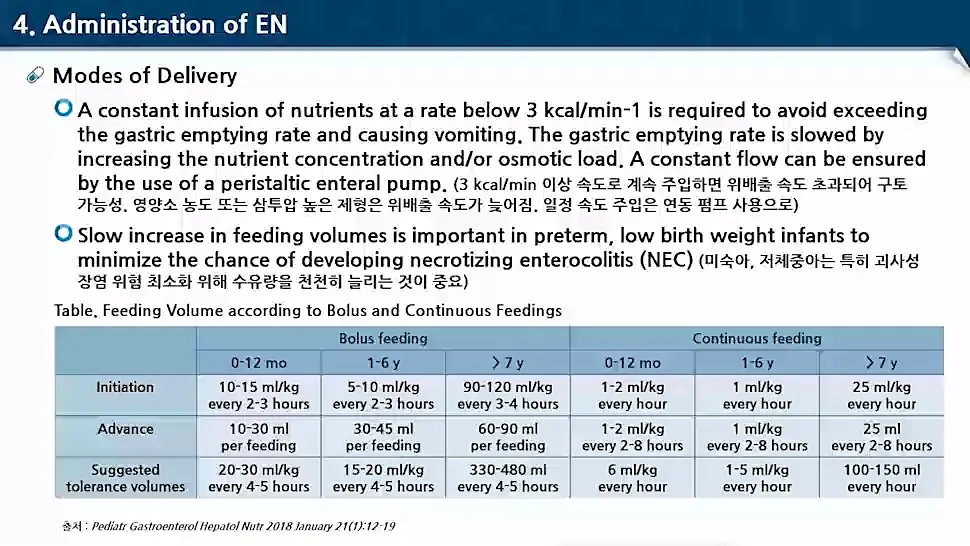 4. Administration of EN
Modes of Delivery
A constant infusion of nutrients at a rate below 3 kcal/min-1 is required to avoid exceeding
the gastric emptying rate and causing vomiting. The gastric emptying rate is slowed by
increasing the nutrient concentration and/or osmotic load. A constant flow can be ensured
by the use of a peristaltic enteral pump. (3 kcal/min 이상 속도로 계속 주입하면 위배출 속도 초과되어 구토
가능성. 영양소 농도 또는 삼투압 높은 제형은 위배출 속도가 늦어짐. 일정 속도 주입은 연동 펌프 사용으로)
Slow increase in feeding volumes is important in preterm, low birth weight infants to
minimize the chance of developing necrotizing enterocolitis (NEC) (미숙아, 저체중아는 특히 괴사성
장염 위험 최소화 위해 수유량을 천천히 늘리는 것이 중요)
Table. Feeding Volume according to Bolus and Continuous Feedings
Bolus feeding Continuous feeding
0-12 mo 1-6 y > 7 y 0-12 mo 1-6 y > 7 y
Initiation 10-15 ml/kg 5-10 ml/kg 90-120 ml/kg 1-2 ml/kg 1 ml/kg 25 ml/kg
every 2-3 hours every 2-3 hours every 3-4 hours every hour every hour every hour
Advance 10-30 ml 30-45 ml 60-90 ml 1-2 ml/kg 1 ml/kg 25 ml
per feeding per feeding per feeding every 2-8 hours every 2-8 hours every 2-8 hours
Suggested 20-30 ml/kg 15-20 ml/kg 330-480 ml 6 ml/kg 1-5 ml/kg 100-150 ml
tolerance volumes every 4-5 hours every 4-5 hours every 4-5 hours every hour every hour every hour
출처 : Pediatr Gastroenterol Hepatol Nutr 2018 January 21(1):12-19